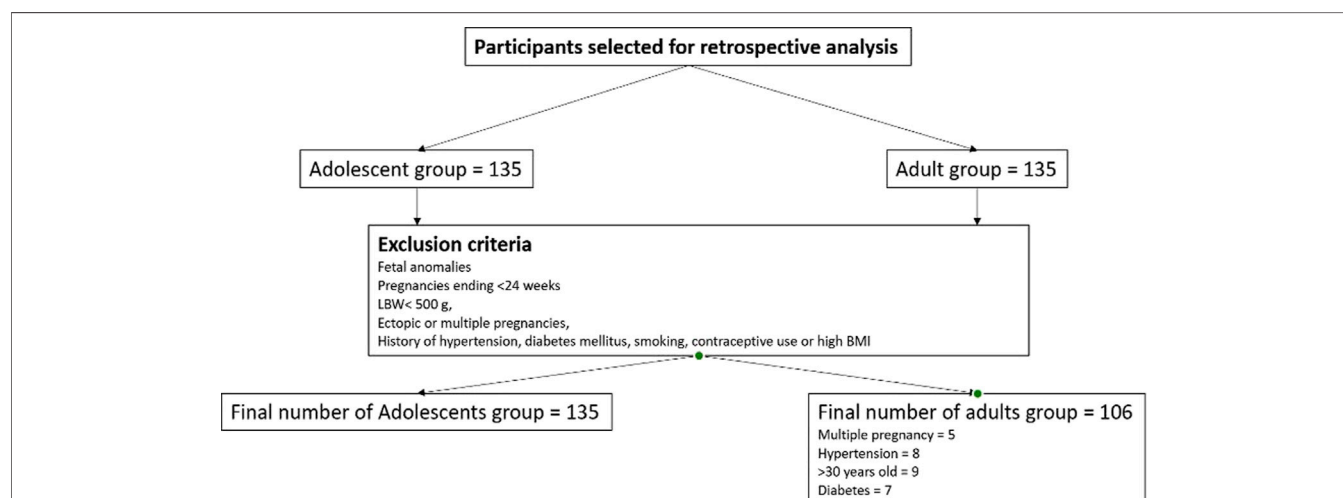 Participants selected for retrospective analysis
Adolescent group = 135
Adult group = 135
Exclusion criteria
Fetal anomalies
Pregnancies ending <24 weeks
LBW< 500 g,
Ectopic or multiple pregnancies,
History of hypertension, diabetes mellitus, smoking, contraceptive use or high BMI
Final number of Adolescents group = 135
Final number of adults group = 106
Multiple pregnancy = 5
Hypertension = 8
>30 years old = 9
Diabetes = 7